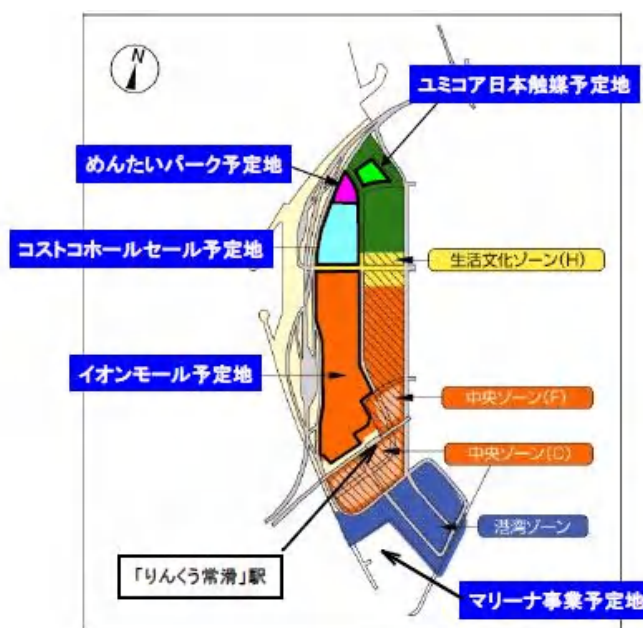 N
ユミコア日本触媒予定地
めんたいパーク予定地
コストコホールセール予定地
生活文化ゾーン(H)
イオンモール予定地
中央ゾーン(F)
中央ゾーン(C)
港湾ゾーン
「りんくう常滑」駅
マリーナ事業予定地